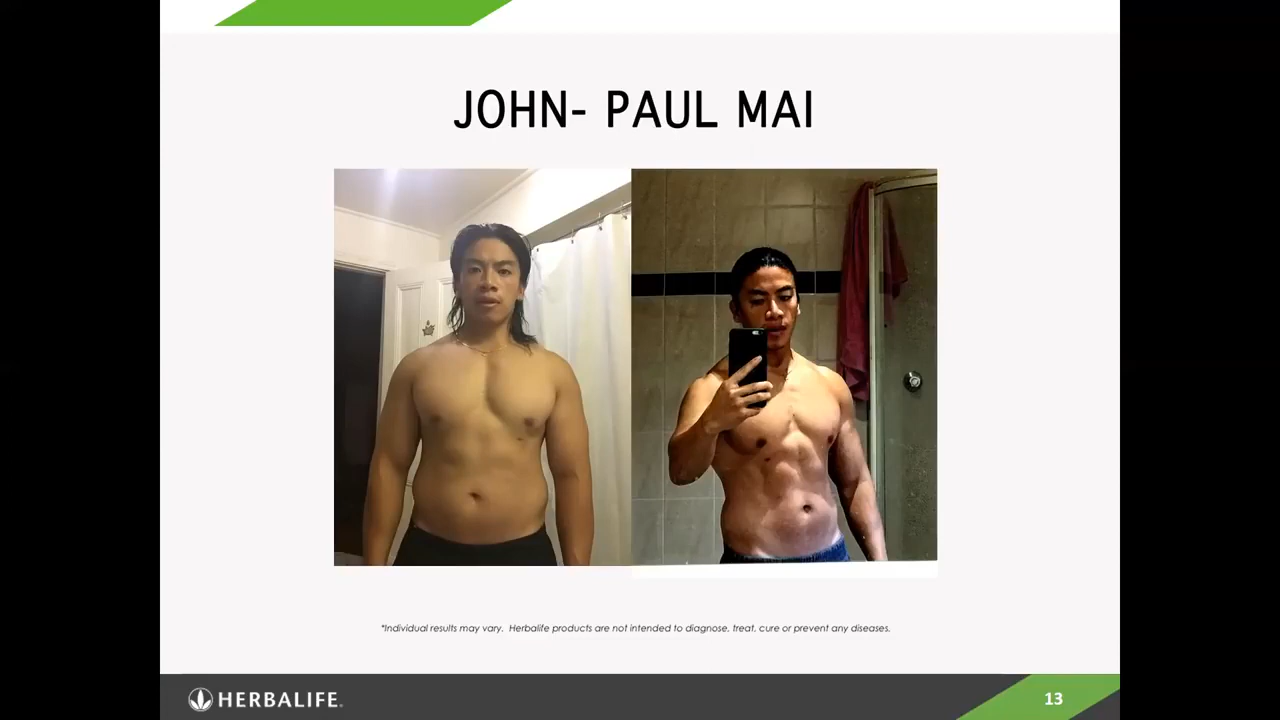 JOHN- PAUL MAI
*Individual results may vary. Herbalife products are not intended to diagnose, treat, cure or prevent any diseases.
HERBALIFE.
13